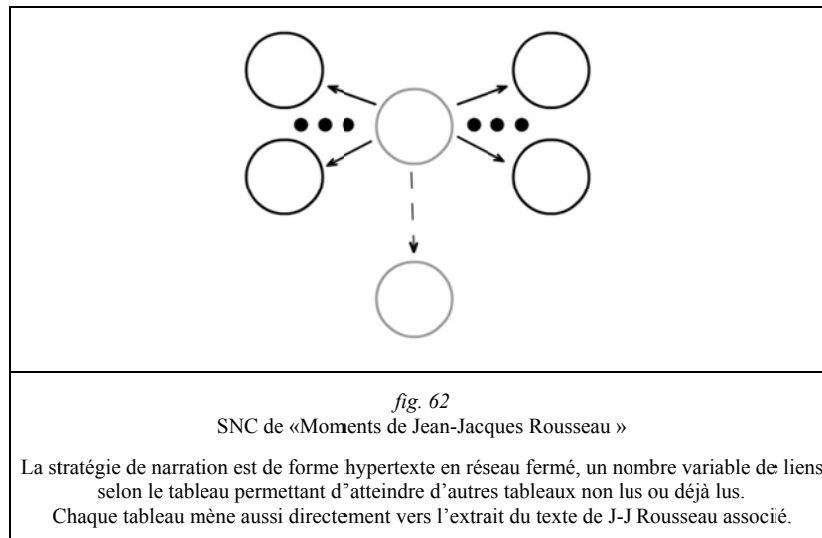 fig. 62
SNC de «Moments de Jean-Jacques Rousseau »
La stratégie de narration est de forme hypertexte en réseau fermé, un nombre variable de liens
selon le tableau permettant d’atteindre d’autres tableaux non lus ou déjà lus.
Chaque tableau mène aussi directement vers l’extrait du texte de J-J Rousseau associé.